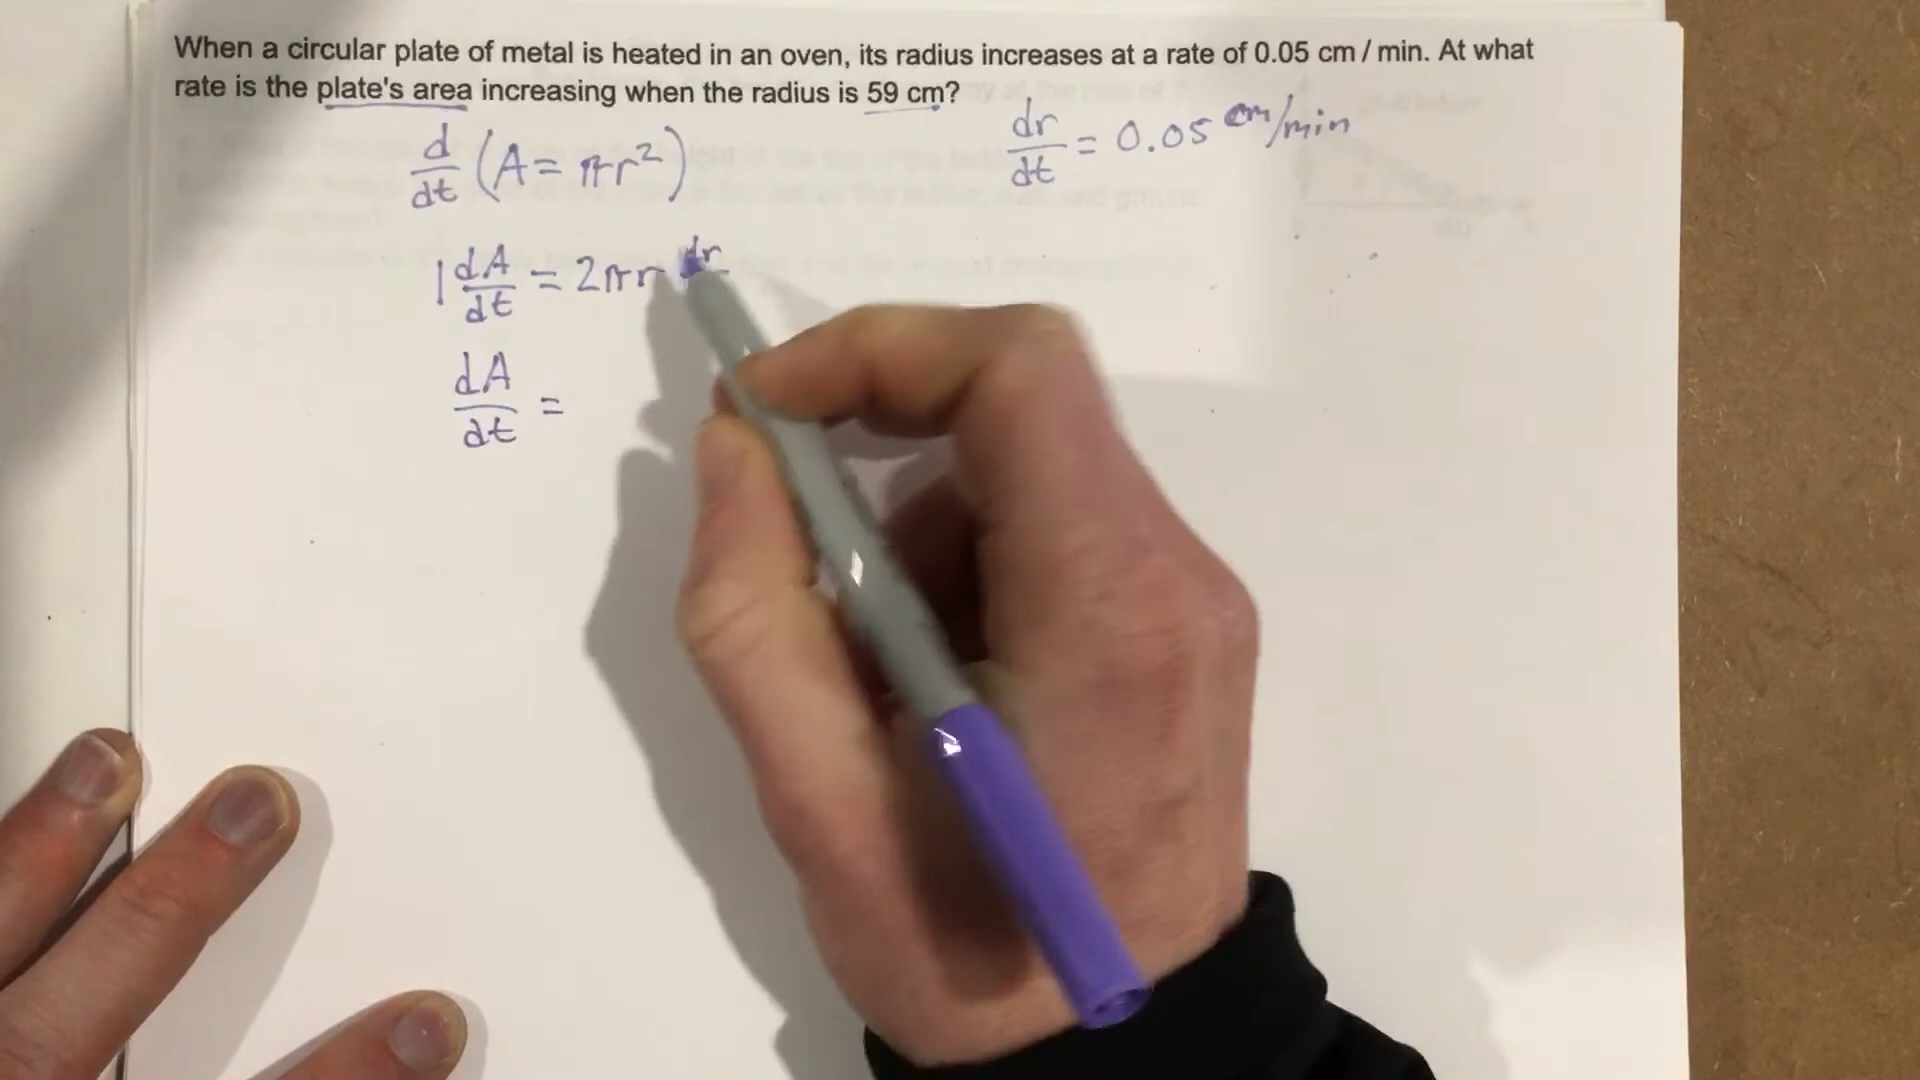 When a circular plate of metal is heated in an oven, its radius increases at a rate of 0.05 cm / min. At what
rate is the plate's area increasing when the radius is 59 cm?
d/dt (A = πr²)
dr/dt = 0.05 cm/min
1 dA/dt = 2πr dr
dA/dt =